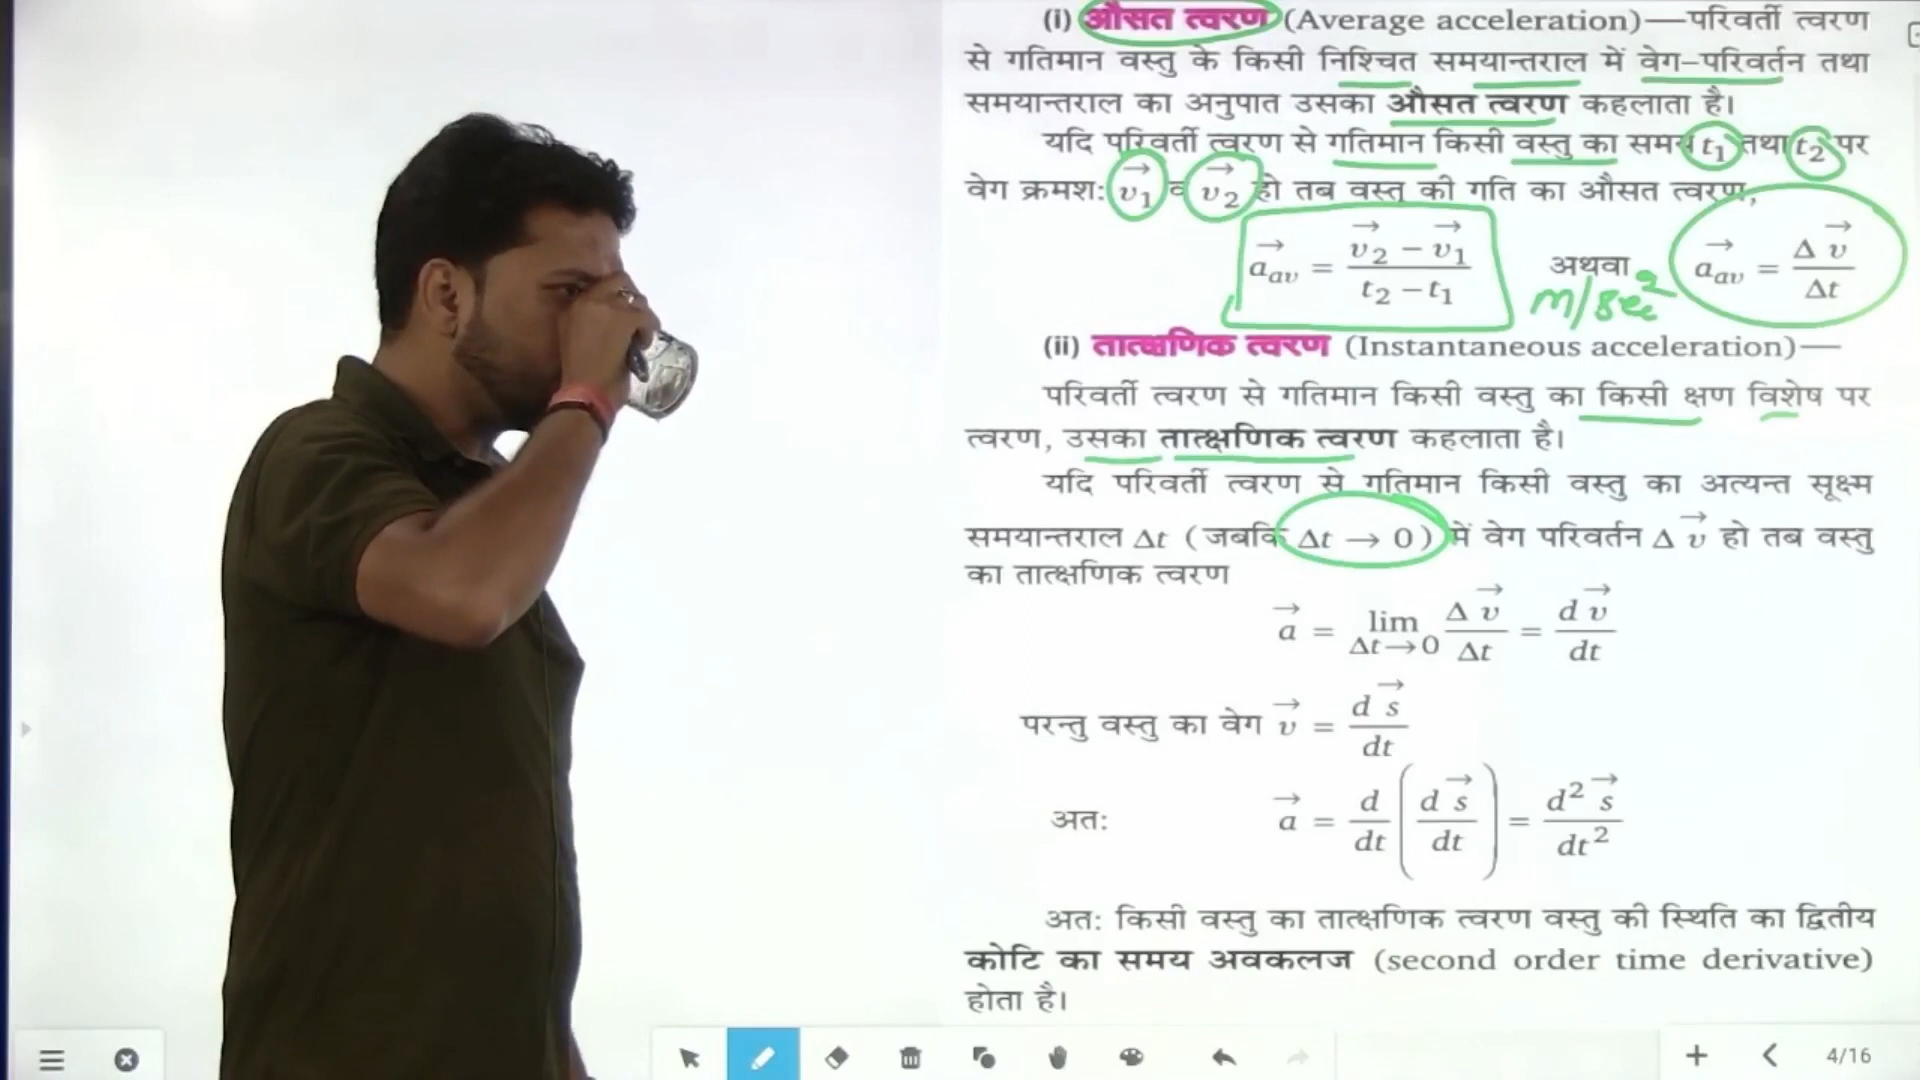 (i) औसत त्वरण (Average acceleration)—परिवर्ती त्वरण
से गतिमान वस्तु के किसी निश्चित समयान्तराल में वेग-परिवर्तन तथा
समयान्तराल का अनुपात उसका औसत त्वरण कहलाता है।
यदि परिवर्ती त्वरण से गतिमान किसी वस्तु का समय t₁ तथा t₂ पर
वेग क्रमश: v₁→ व v₂→ हो तब वस्तु की गति का औसत त्वरण,
a→av = (v₂→ − v₁→)/(t₂ − t₁) अथवा a→av = Δv→/Δt
m/sec²
(ii) तात्क्षणिक त्वरण (Instantaneous acceleration)—
परिवर्ती त्वरण से गतिमान किसी वस्तु का किसी क्षण विशेष पर
त्वरण, उसका तात्क्षणिक त्वरण कहलाता है।
यदि परिवर्ती त्वरण से गतिमान किसी वस्तु का अत्यन्त सूक्ष्म
समयान्तराल Δt (जबकि Δt → 0) में वेग परिवर्तन Δv→ हो तब वस्तु
का तात्क्षणिक त्वरण
a→ = lim Δt→0 Δv→/Δt = dv→/dt
परन्तु वस्तु का वेग v→ = ds→/dt
अत: a→ = d/dt (ds→/dt) = d²s→/dt²
अत: किसी वस्तु का तात्क्षणिक त्वरण वस्तु की स्थिति का द्वितीय
कोटि का समय अवकलज (second order time derivative)
होता है।
4/16